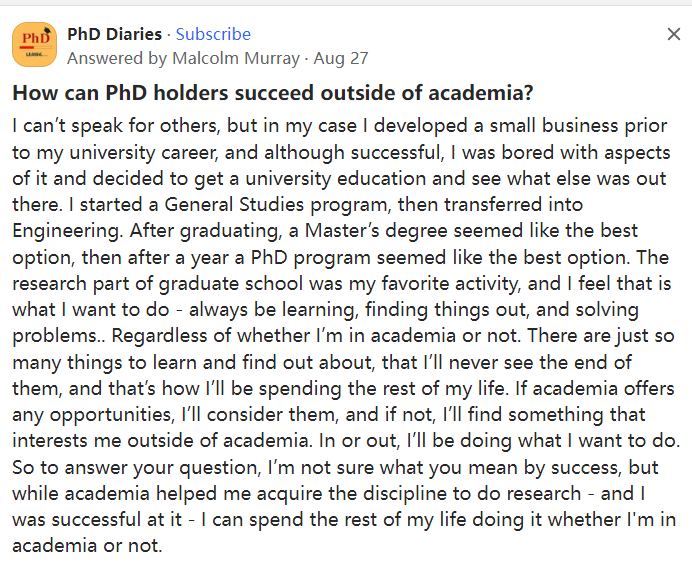 PhD
LEARNING...
PhD Diaries · Subscribe
Answered by Malcolm Murray · Aug 27
How can PhD holders succeed outside of academia?
I can’t speak for others, but in my case I developed a small business prior
to my university career, and although successful, I was bored with aspects
of it and decided to get a university education and see what else was out
there. I started a General Studies program, then transferred into
Engineering. After graduating, a Master’s degree seemed like the best
option, then after a year a PhD program seemed like the best option. The
research part of graduate school was my favorite activity, and I feel that is
what I want to do - always be learning, finding things out, and solving
problems.. Regardless of whether I’m in academia or not. There are just so
many things to learn and find out about, that I’ll never see the end of
them, and that’s how I’ll be spending the rest of my life. If academia offers
any opportunities, I’ll consider them, and if not, I’ll find something that
interests me outside of academia. In or out, I’ll be doing what I want to do.
So to answer your question, I’m not sure what you mean by success, but
while academia helped me acquire the discipline to do research - and I
was successful at it - I can spend the rest of my life doing it whether I'm in
academia or not.